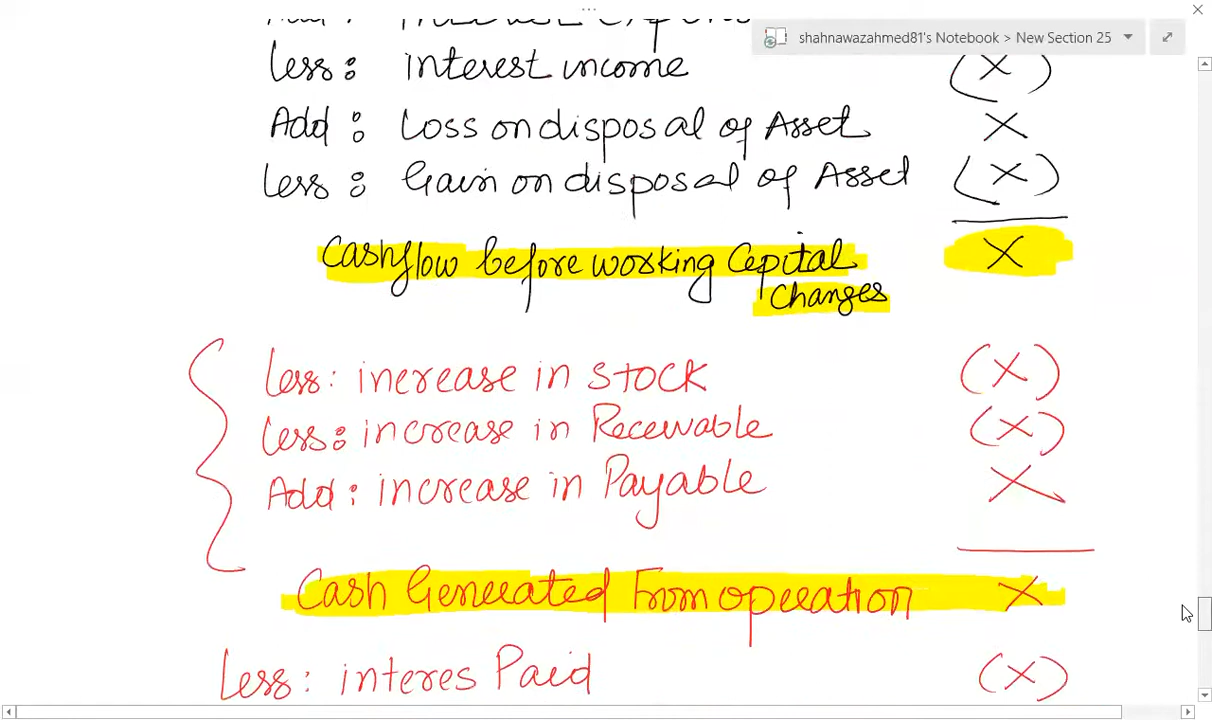 shahnawazahmed81's Notebook > New Section 25
Less: interest income (X)
Add: Loss on disposal of Asset X
Less: Gain on disposal of Asset (X)
Cashflow before working Cepital X
Changes
Less: increase in STOCK (X)
Less: increase in Receivable (X)
Add: increase in Payable X
Cash Generated From operation X
Less: interes Paid (X)